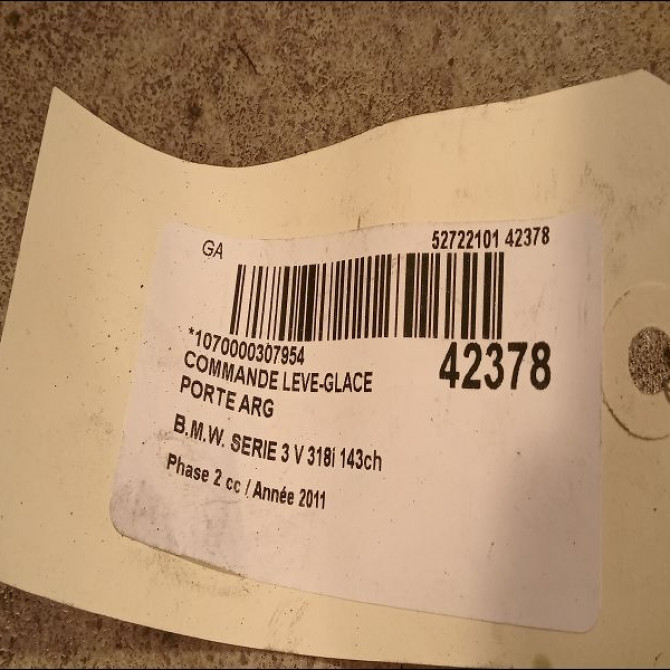 GA
52722101 42378
*1070000307954
42378
COMMANDE LEVE-GLACE
PORTE ARG
B.M.W. SERIE 3 V 318i 143ch
Phase 2 cc / Année 2011